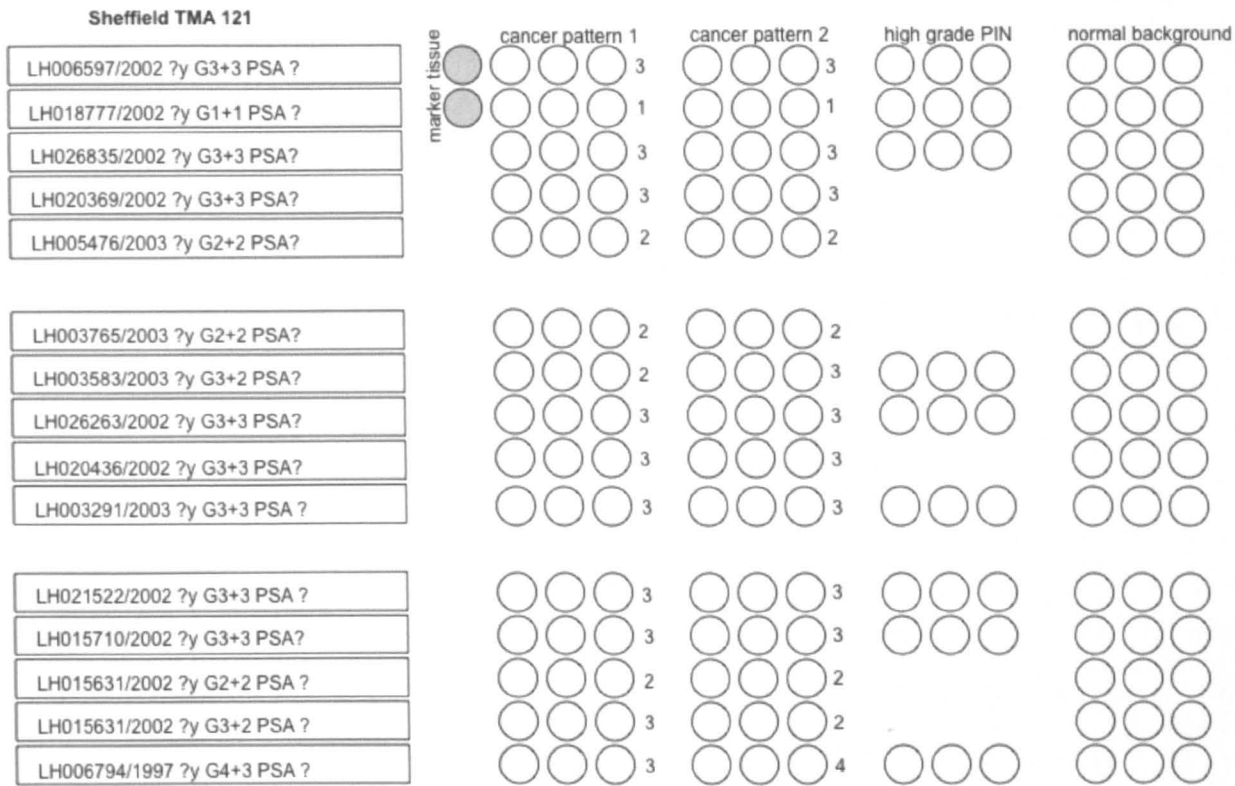 Sheffield TMA 121
marker tissue
cancer pattern 1 cancer pattern 2 high grade PIN normal background
LH006597/2002 ?y G3+3 PSA ? 3 3
LH018777/2002 ?y G1+1 PSA ? 1 1
LH026835/2002 ?y G3+3 PSA? 3 3
LH020369/2002 ?y G3+3 PSA? 3 3
LH005476/2003 ?y G2+2 PSA? 2 2
LH003765/2003 ?y G2+2 PSA? 2 2
LH003583/2003 ?y G3+2 PSA? 2 3
LH026263/2002 ?y G3+3 PSA? 3 3
LH020436/2002 ?y G3+3 PSA? 3 3
LH003291/2003 ?y G3+3 PSA ? 3 3
LH021522/2002 ?y G3+3 PSA ? 3 3
LH015710/2002 ?y G3+3 PSA? 3 3
LH015631/2002 ?y G2+2 PSA ? 2 2
LH015631/2002 ?y G3+2 PSA ? 3 2
LH006794/1997 ?y G4+3 PSA ? 3 4